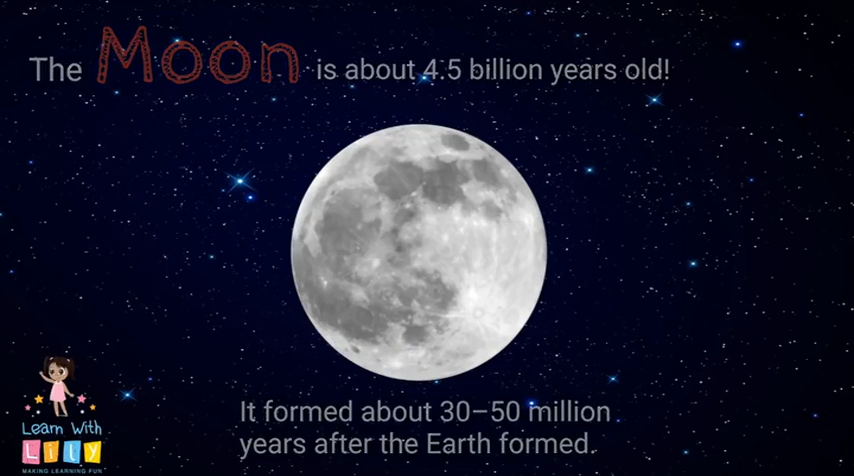 The Moon is about 4.5 billion years old!
It formed about 30–50 million
years after the Earth formed.
Learn With
Lily
MAKING LEARNING FUN